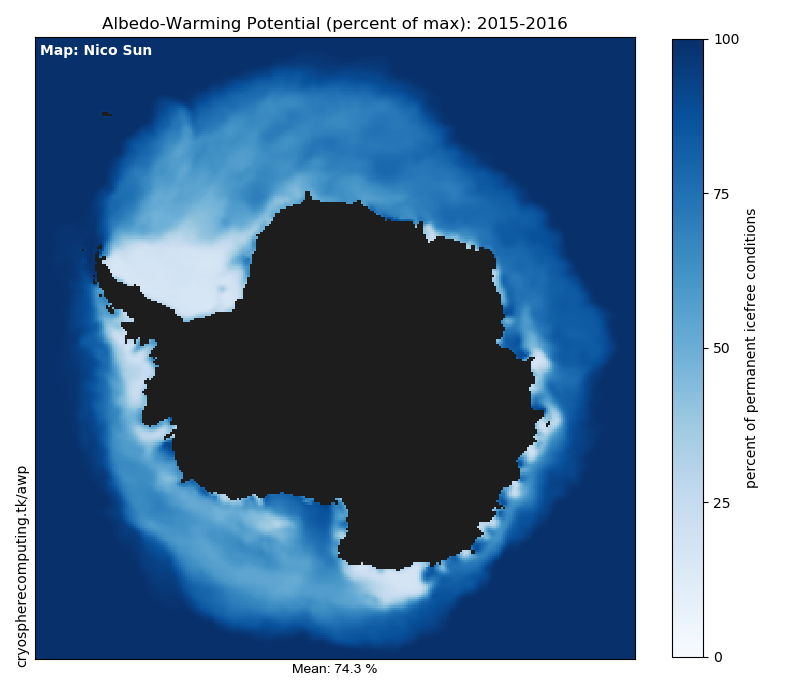 Albedo-Warming Potential (percent of max): 2015-2016
Map: Nico Sun
100
75
50
25
0
percent of permanent icefree conditions
cryospherecomputing.tk/awp
Mean: 74.3 %